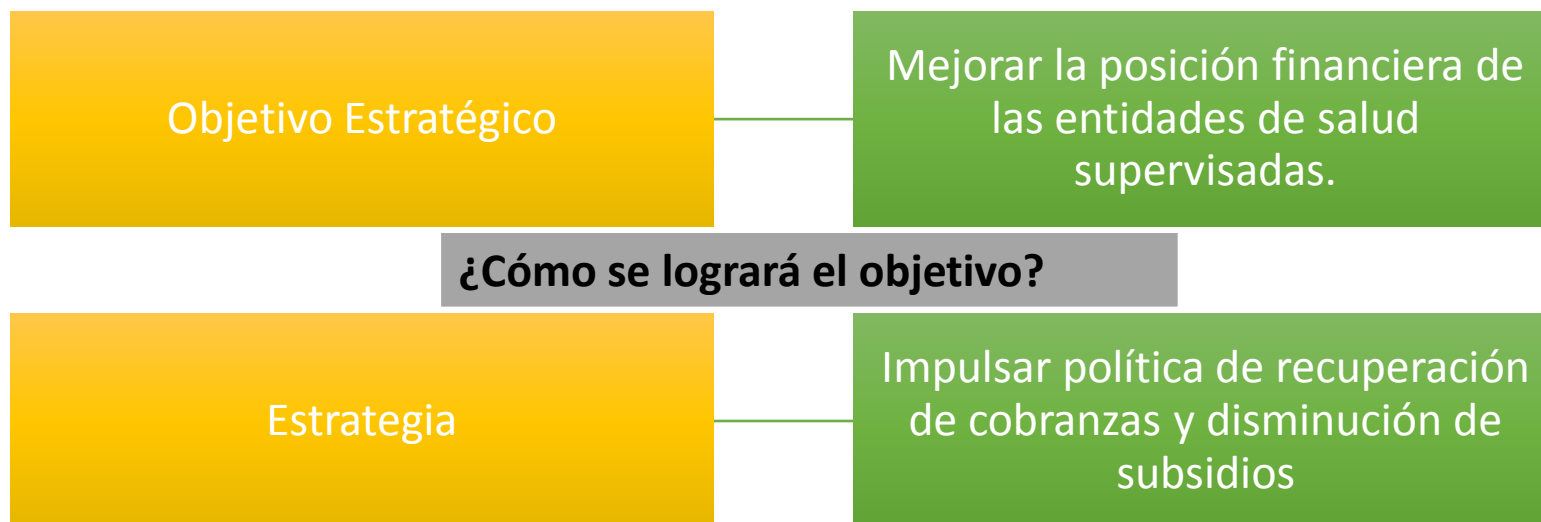 Objetivo Estratégico
Mejorar la posición financiera de
las entidades de salud
supervisadas.
¿Cómo se logrará el objetivo?
Estrategia
Impulsar política de recuperación
de cobranzas y disminución de
subsidios